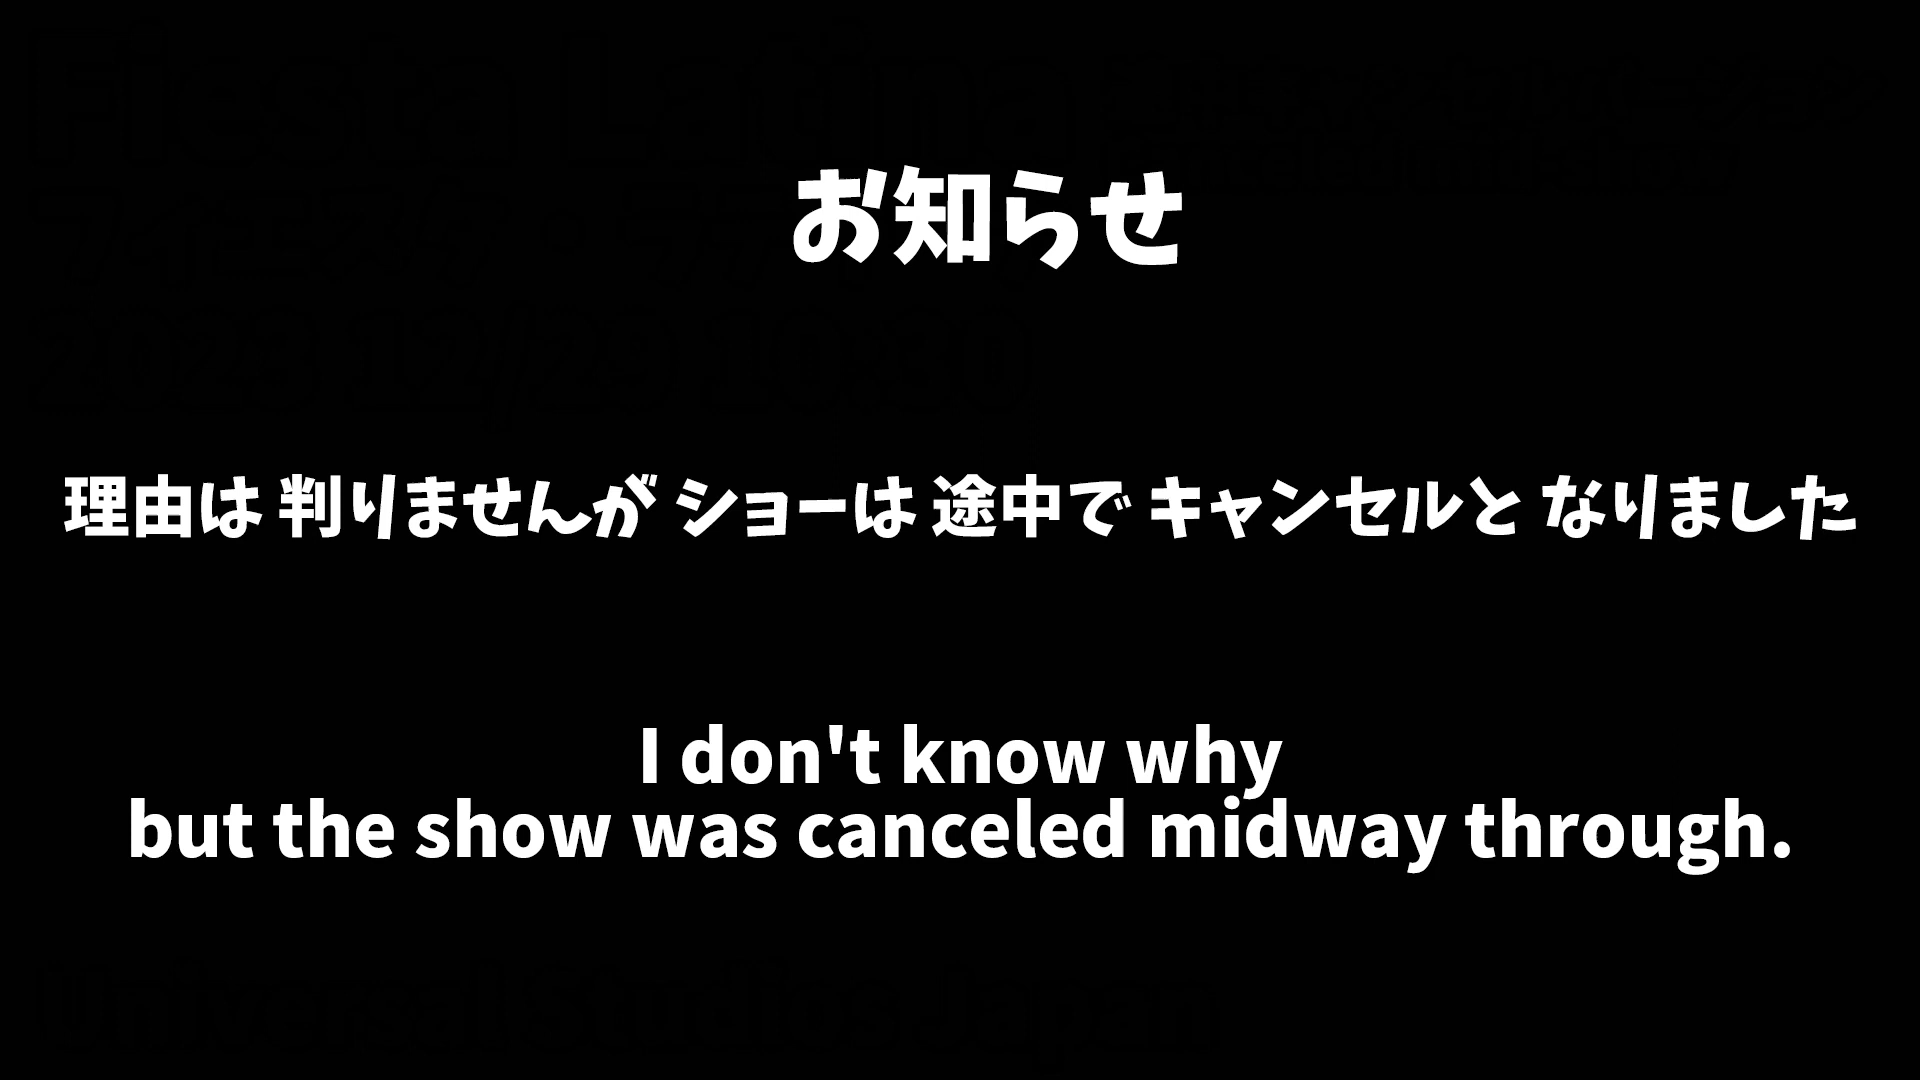 お知らせ
理由は 判りませんが ショーは 途中で キャンセルと なりました
I don't know why
but the show was canceled midway through.